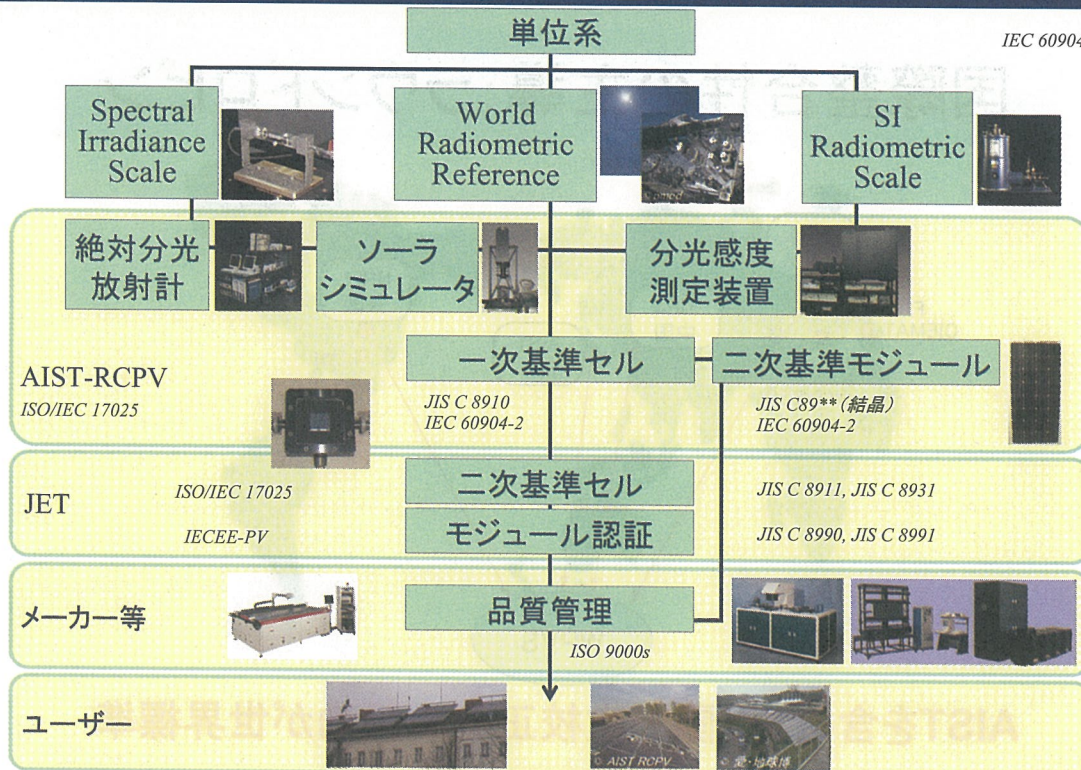 単位系
IEC 60904
Spectral
Irradiance
Scale
World
Radiometric
Reference
SI
Radiometric
Scale
絶対分光
放射計
ソーラ
シミュレータ
分光感度
測定装置
一次基準セル
二次基準モジュール
AIST-RCPV
ISO/IEC 17025
JIS C 8910
IEC 60904-2
JIS C89**(結晶)
IEC 60904-2
JET
ISO/IEC 17025
二次基準セル
JIS C 8911, JIS C 8931
IECEE-PV
モジュール認証
JIS C 8990, JIS C 8991
メーカー等
品質管理
ISO 9000s
ユーザー
© AIST RCPV
© 愛・地球博